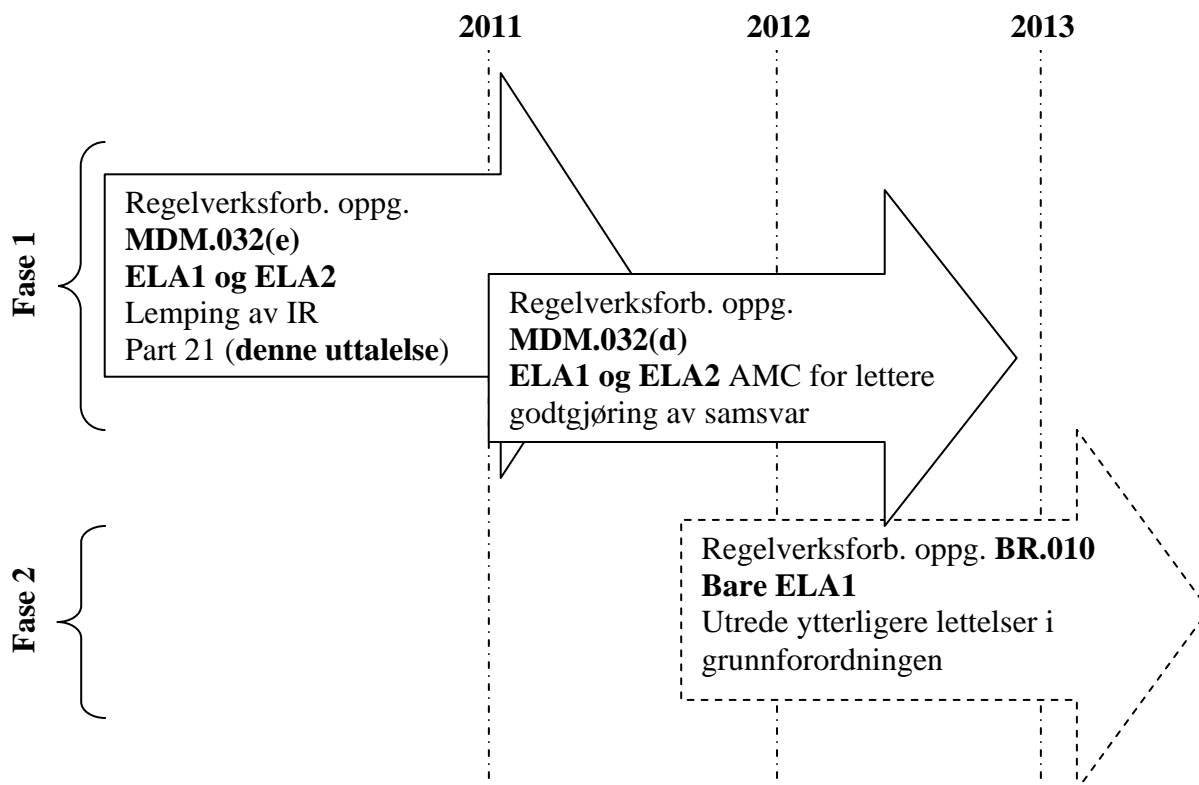 2011
2012
2013
Fase 1
Regelverksforb. oppg.
MDM.032(e)
ELA1 og ELA2
Lemping av IR
Part 21 (denne uttalelse)
Regelverksforb. oppg.
MDM.032(d)
ELA1 og ELA2 AMC for lettere
godtgjøring av samsvar
Fase 2
Regelverksforb. oppg. BR.010
Bare ELA1
Utrede ytterligere lettelser i
grunnforordningen